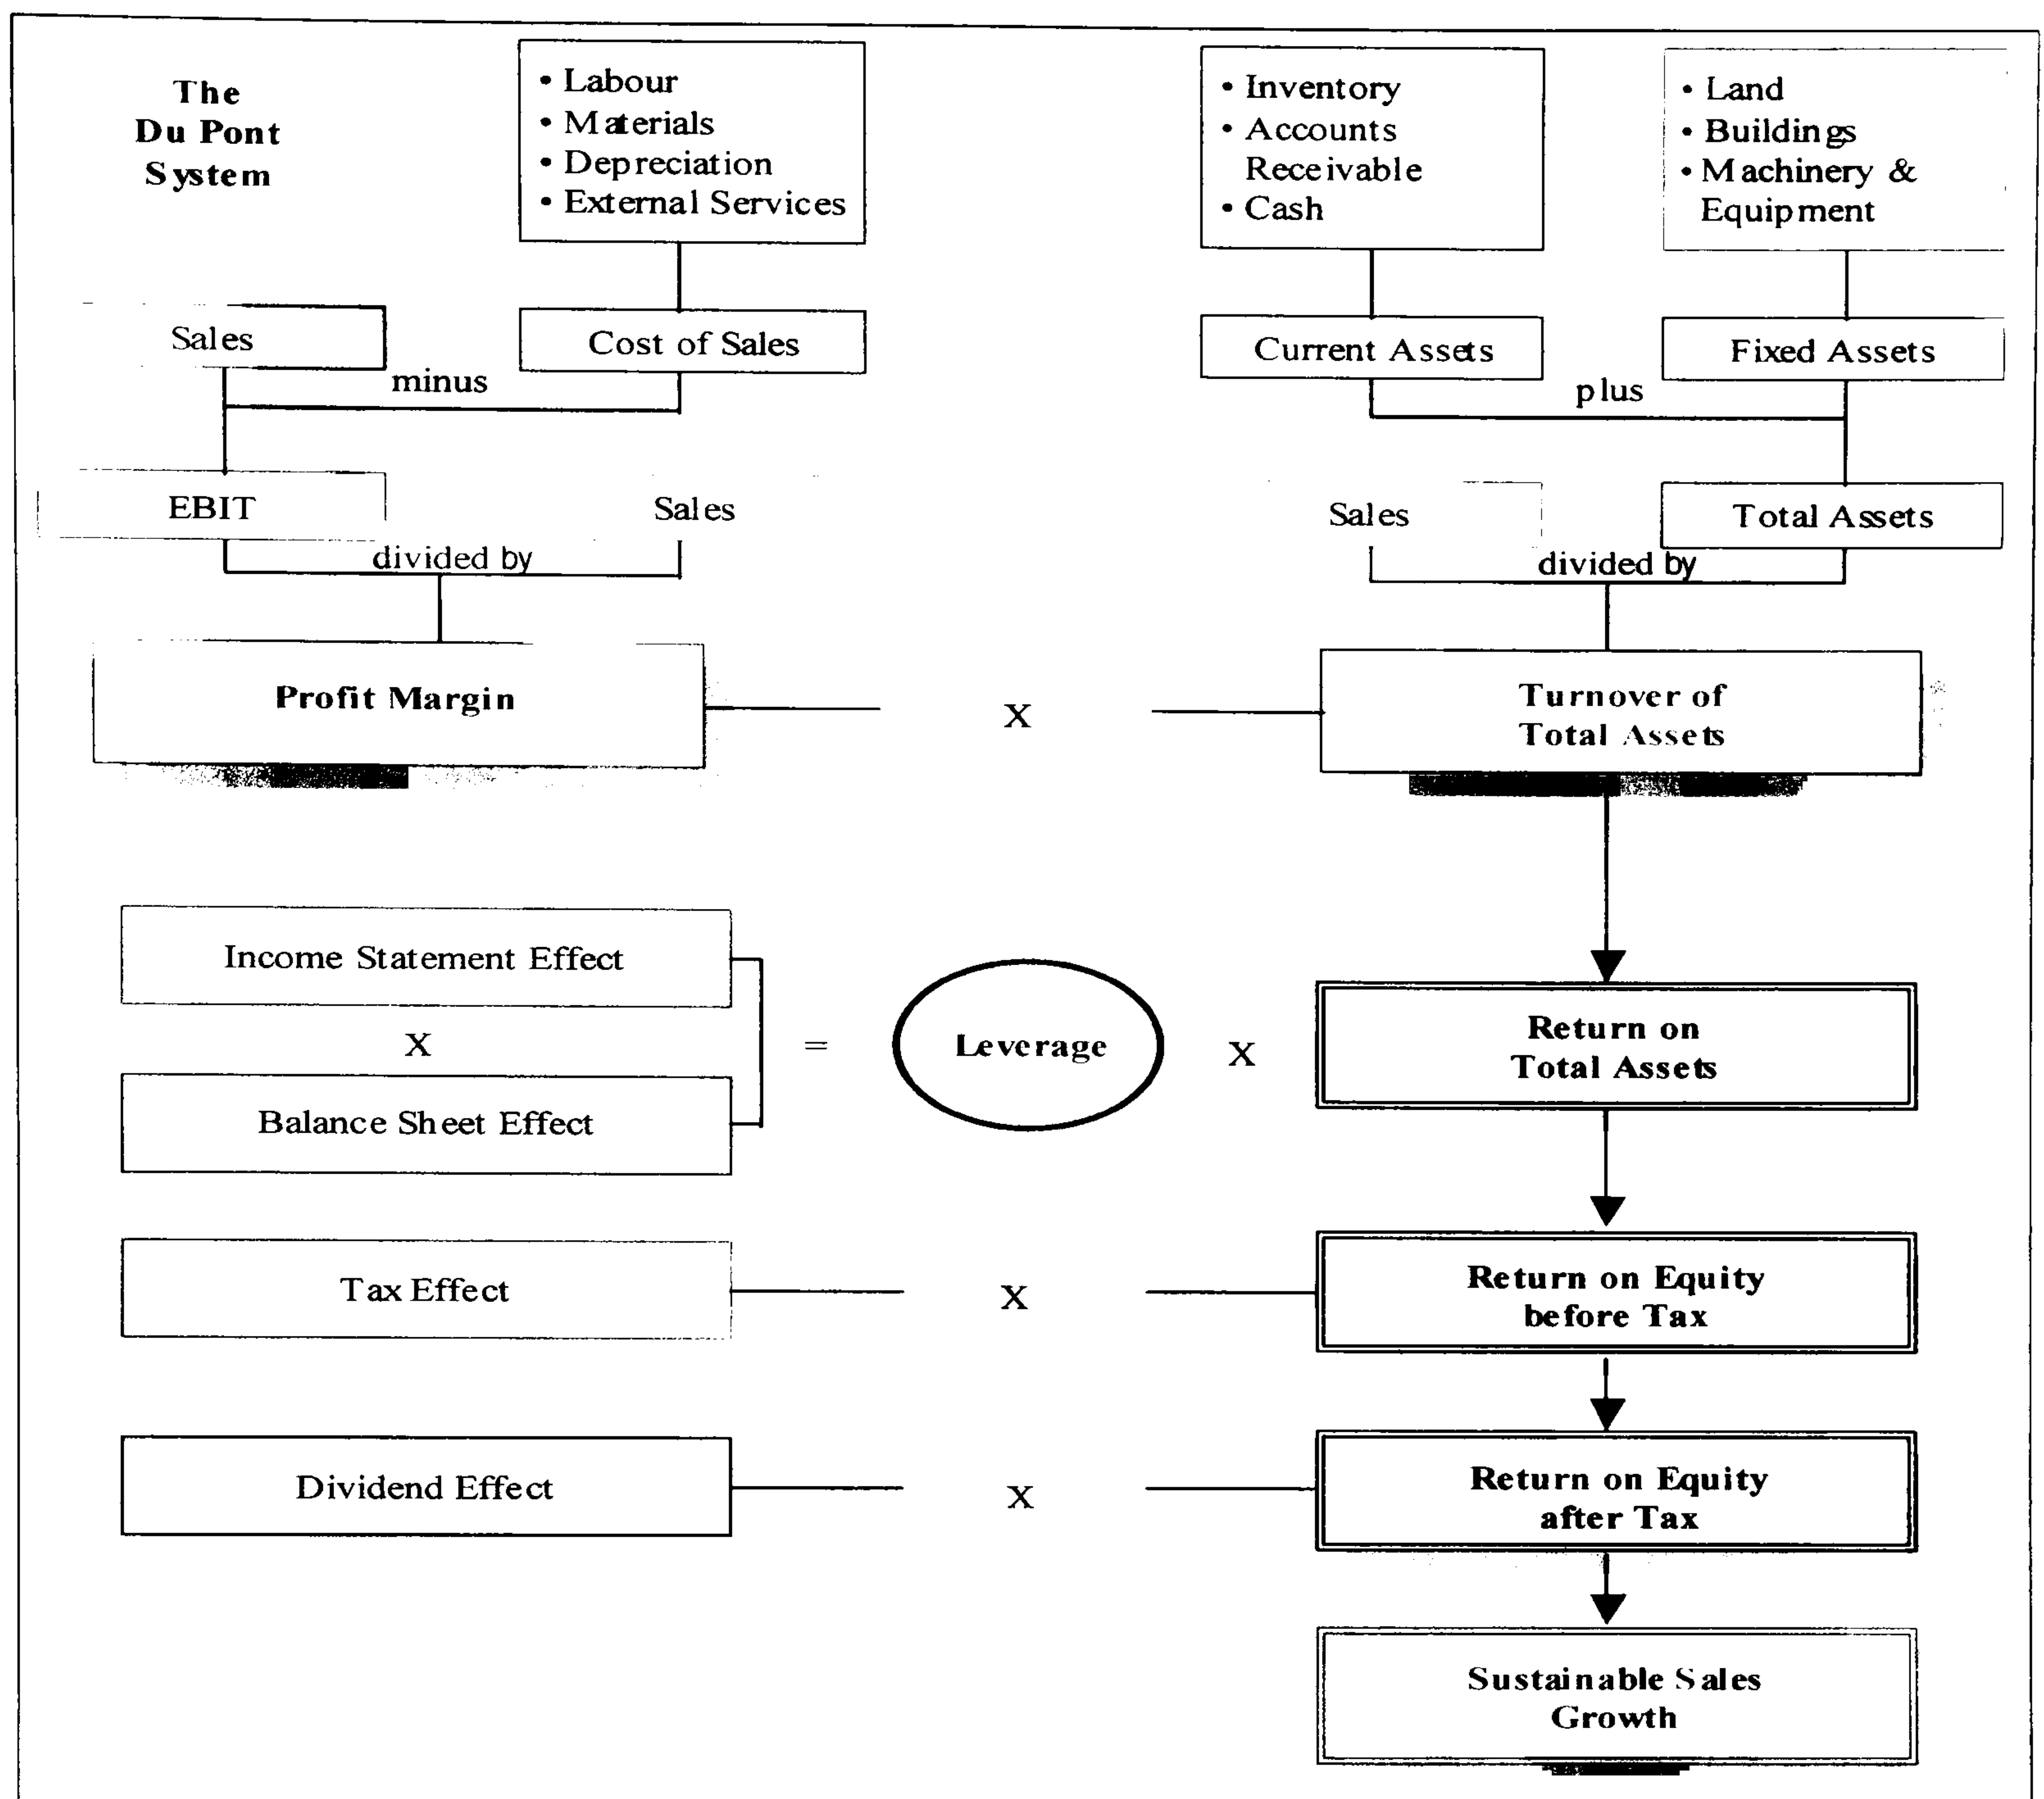 The
Du Pont
System
• Labour
• Materials
• Depreciation
• External Services
• Inventory
• Accounts
Receivable
• Cash
• Land
• Buildings
• Machinery &
Equipment
Sales
Cost of Sales
Current Assets
Fixed Assets
minus
plus
EBIT
Sales
Sales
Total Assets
divided by
divided by
Profit Margin
X
Turnover of
Total Assets
Income Statement Effect
X
Balance Sheet Effect
=
Leverage
X
Return on
Total Assets
Tax Effect
X
Return on Equity
before Tax
Dividend Effect
X
Return on Equity
after Tax
Sustainable Sales
Growth